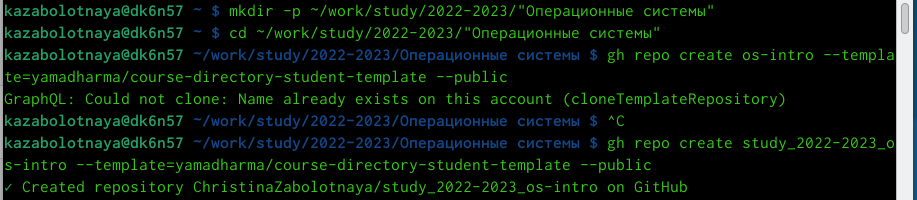 kazabolotnaya@dk6n57 ~ $ mkdir -p ~/work/study/2022-2023/"Операционные системы"
kazabolotnaya@dk6n57 ~ $ cd ~/work/study/2022-2023/"Операционные системы"
kazabolotnaya@dk6n57 ~/work/study/2022-2023/Операционные системы $ gh repo create os-intro --templa
te=yamadharma/course-directory-student-template --public
GraphQL: Could not clone: Name already exists on this account (cloneTemplateRepository)
kazabolotnaya@dk6n57 ~/work/study/2022-2023/Операционные системы $ ^C
kazabolotnaya@dk6n57 ~/work/study/2022-2023/Операционные системы $ gh repo create study_2022-2023_o
s-intro --template=yamadharma/course-directory-student-template --public
✓ Created repository ChristinaZabolotnaya/study_2022-2023_os-intro on GitHub